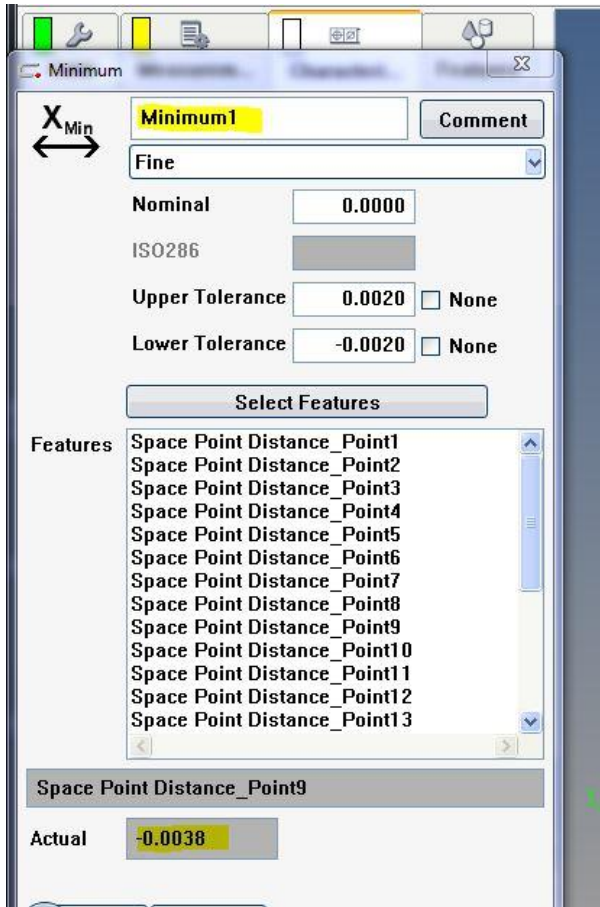 Minimum
X Min
Minimum1
Comment
Fine
Nominal 0.0000
ISO286
Upper Tolerance 0.0020 None
Lower Tolerance -0.0020 None
Select Features
Features
Space Point Distance_Point1
Space Point Distance_Point2
Space Point Distance_Point3
Space Point Distance_Point4
Space Point Distance_Point5
Space Point Distance_Point6
Space Point Distance_Point7
Space Point Distance_Point8
Space Point Distance_Point9
Space Point Distance_Point10
Space Point Distance_Point11
Space Point Distance_Point12
Space Point Distance_Point13
Space Point Distance_Point9
Actual -0.0038